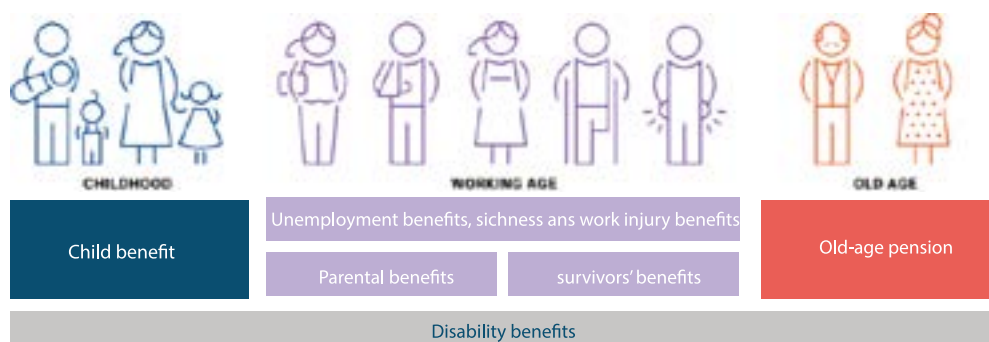 CHILDHOOD
WORKING AGE
OLD AGE
Child benefit
Unemployment benefits, sichness ans work injury benefits
Parental benefits
survivors' benefits
Old-age pension
Disability benefits